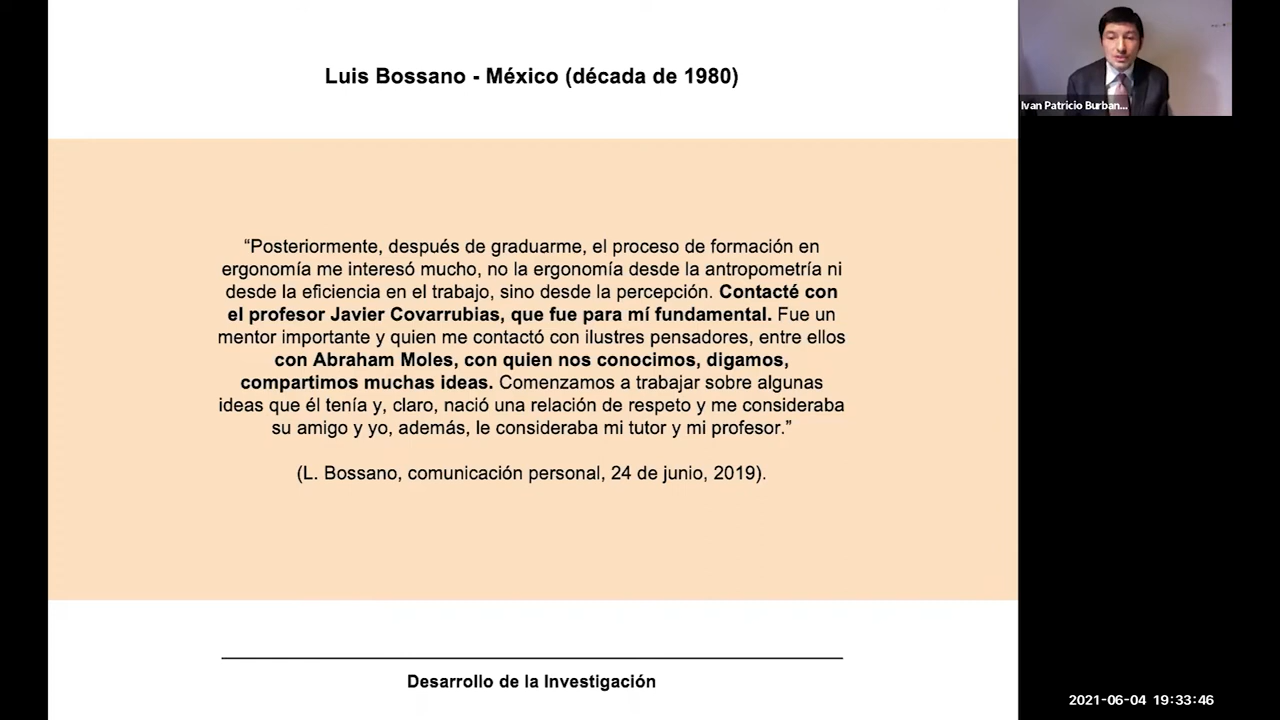 Luis Bossano - México (década de 1980)
“Posteriormente, después de graduarme, el proceso de formación en
ergonomía me interesó mucho, no la ergonomía desde la antropometría ni
desde la eficiencia en el trabajo, sino desde la percepción. Contacté con
el profesor Javier Covarrubias, que fue para mí fundamental. Fue un
mentor importante y quien me contactó con ilustres pensadores, entre ellos
con Abraham Moles, con quien nos conocimos, digamos,
compartimos muchas ideas. Comenzamos a trabajar sobre algunas
ideas que él tenía y, claro, nació una relación de respeto y me consideraba
su amigo y yo, además, le consideraba mi tutor y mi profesor.”
(L. Bossano, comunicación personal, 24 de junio, 2019).
Desarrollo de la Investigación
Ivan Patricio Burban...
2021-06-04 19:33:46